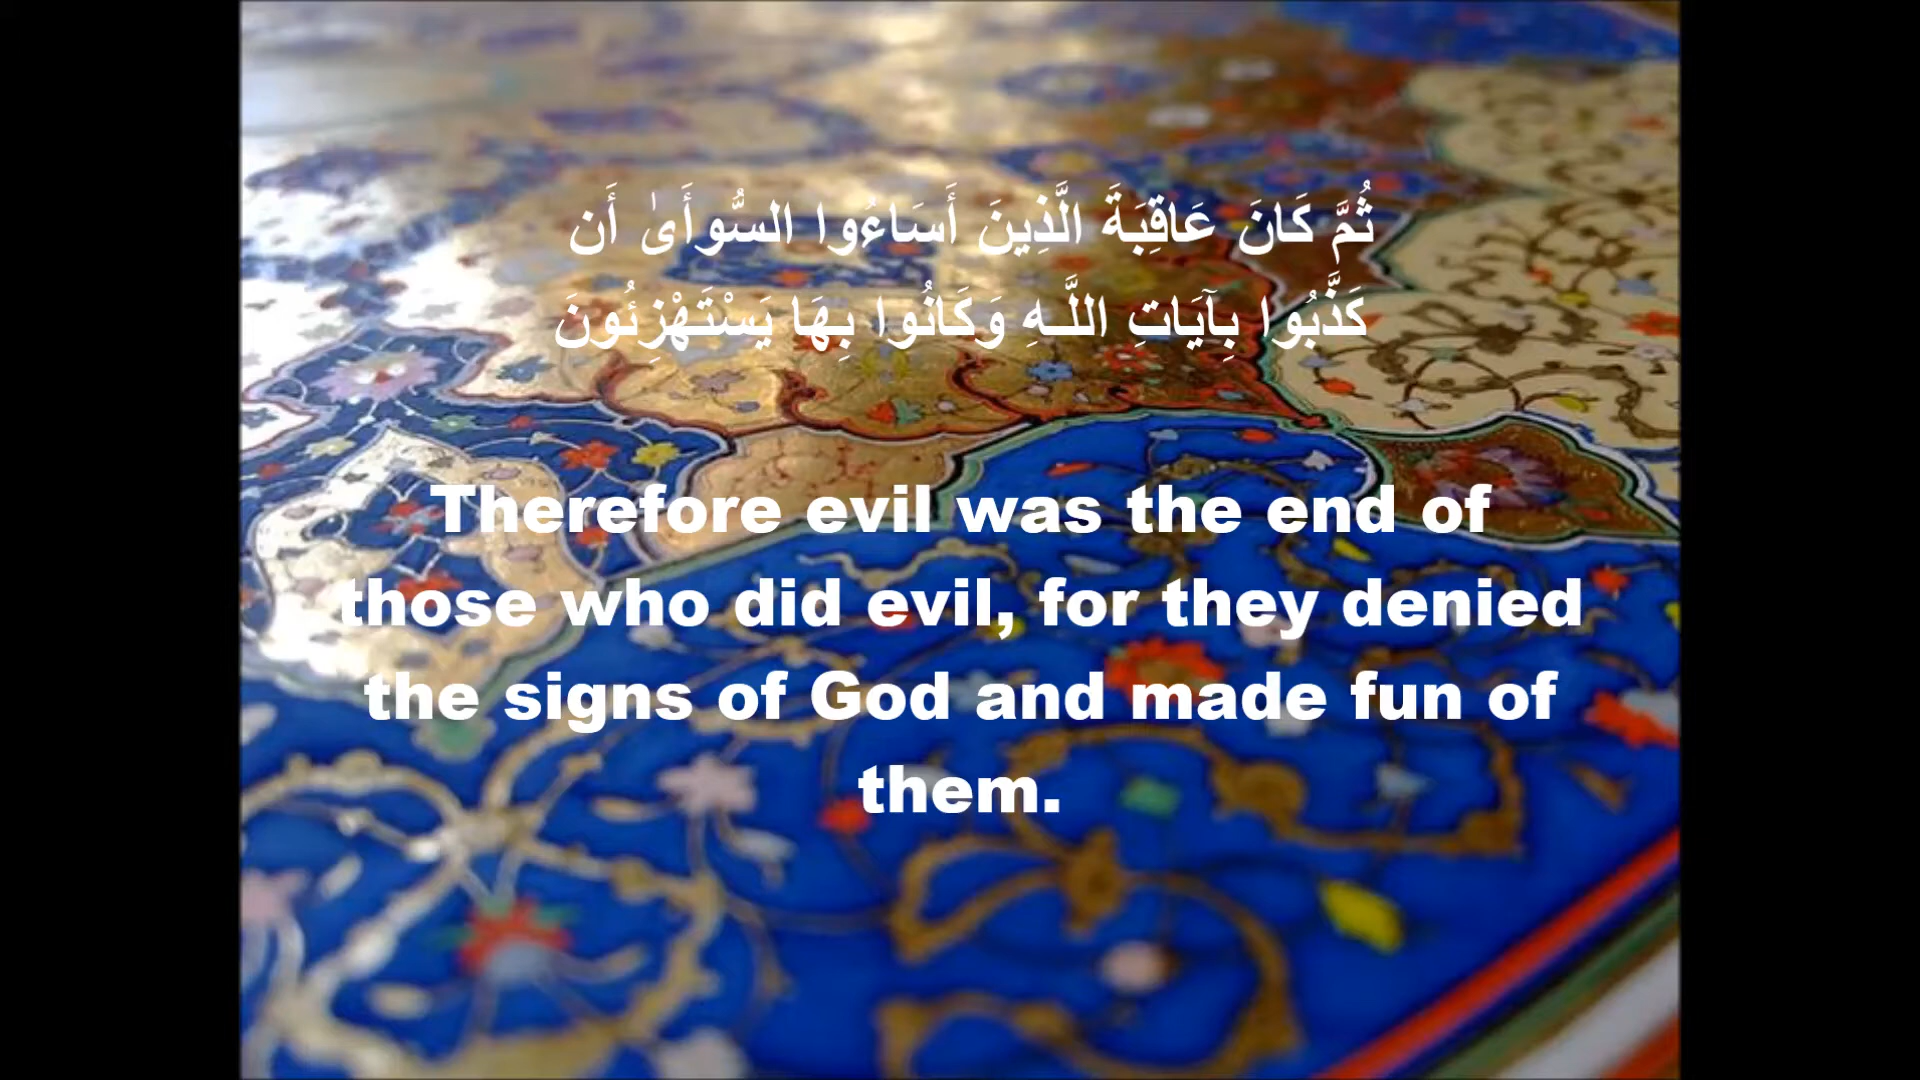 ثُمَّ كَانَ عَاقِبَةَ الَّذِينَ أَسَاءُوا السُّوأَىٰ أَن
كَذَّبُوا بِآيَاتِ اللَّـهِ وَكَانُوا بِهَا يَسْتَهْزِئُونَ
Therefore evil was the end of
those who did evil, for they denied
the signs of God and made fun of
them.